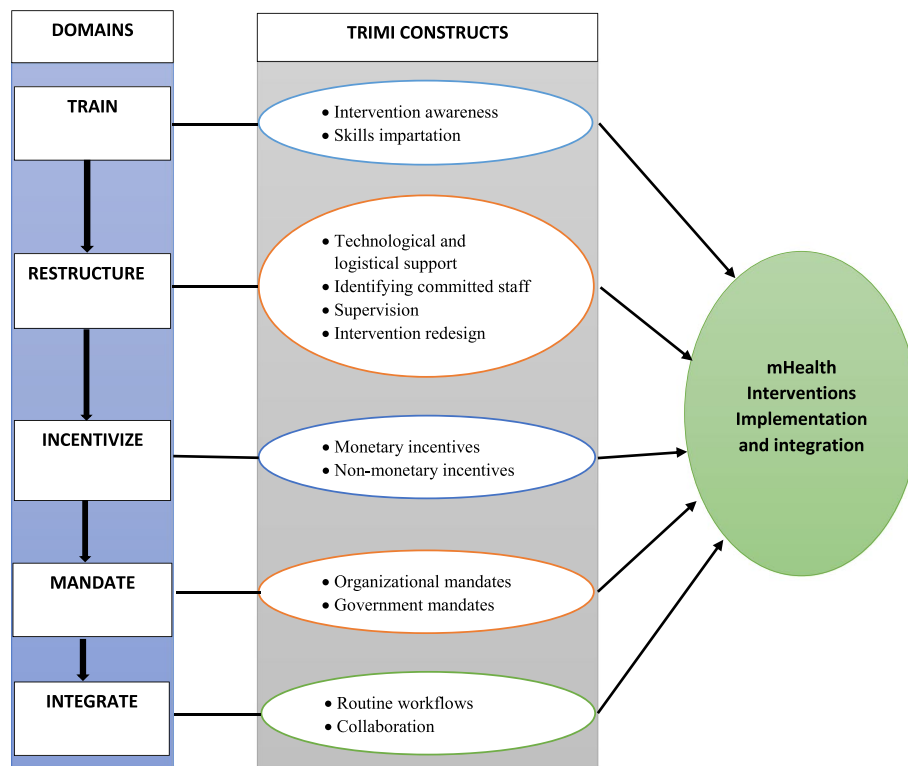 DOMAINS
TRIMI CONSTRUCTS
TRAIN
• Intervention awareness
• Skills impartation
RESTRUCTURE
• Technological and
logistical support
• Identifying committed staff
• Supervision
• Intervention redesign
mHealth
Interventions
Implementation
and integration
INCENTIVIZE
• Monetary incentives
• Non-monetary incentives
MANDATE
• Organizational mandates
• Government mandates
INTEGRATE
• Routine workflows
• Collaboration